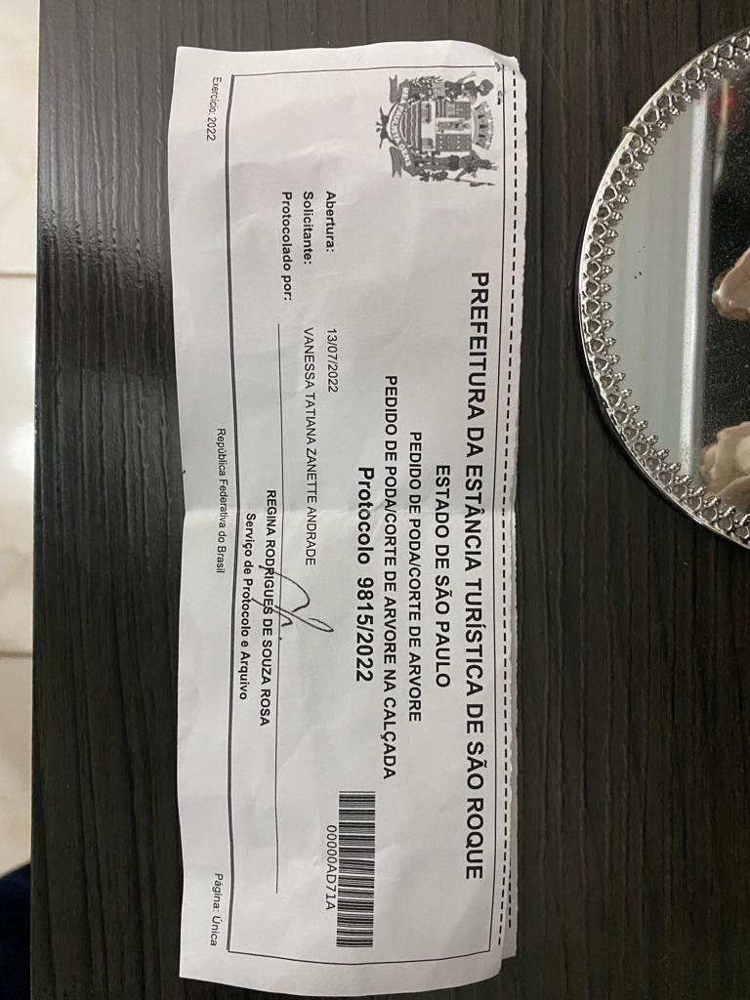 PREFEITURA DA ESTÂNCIA TURÍSTICA DE SÃO ROQUE
ESTADO DE SÃO PAULO
PEDIDO DE PODA/CORTE DE ARVORE
PEDIDO DE PODA/CORTE DE ARVORE NA CALÇADA
Protocolo 9815/2022
00000AD71A
Abertura: 13/07/2022
Solicitante: VANESSA TATIANA ZANETTE ANDRADE
Protocolado por:
REGINA RODRIGUES DE SOUZA ROSA
Serviço de Protocolo e Arquivo
Exercício: 2022 República Federativa do Brasil Página: Única